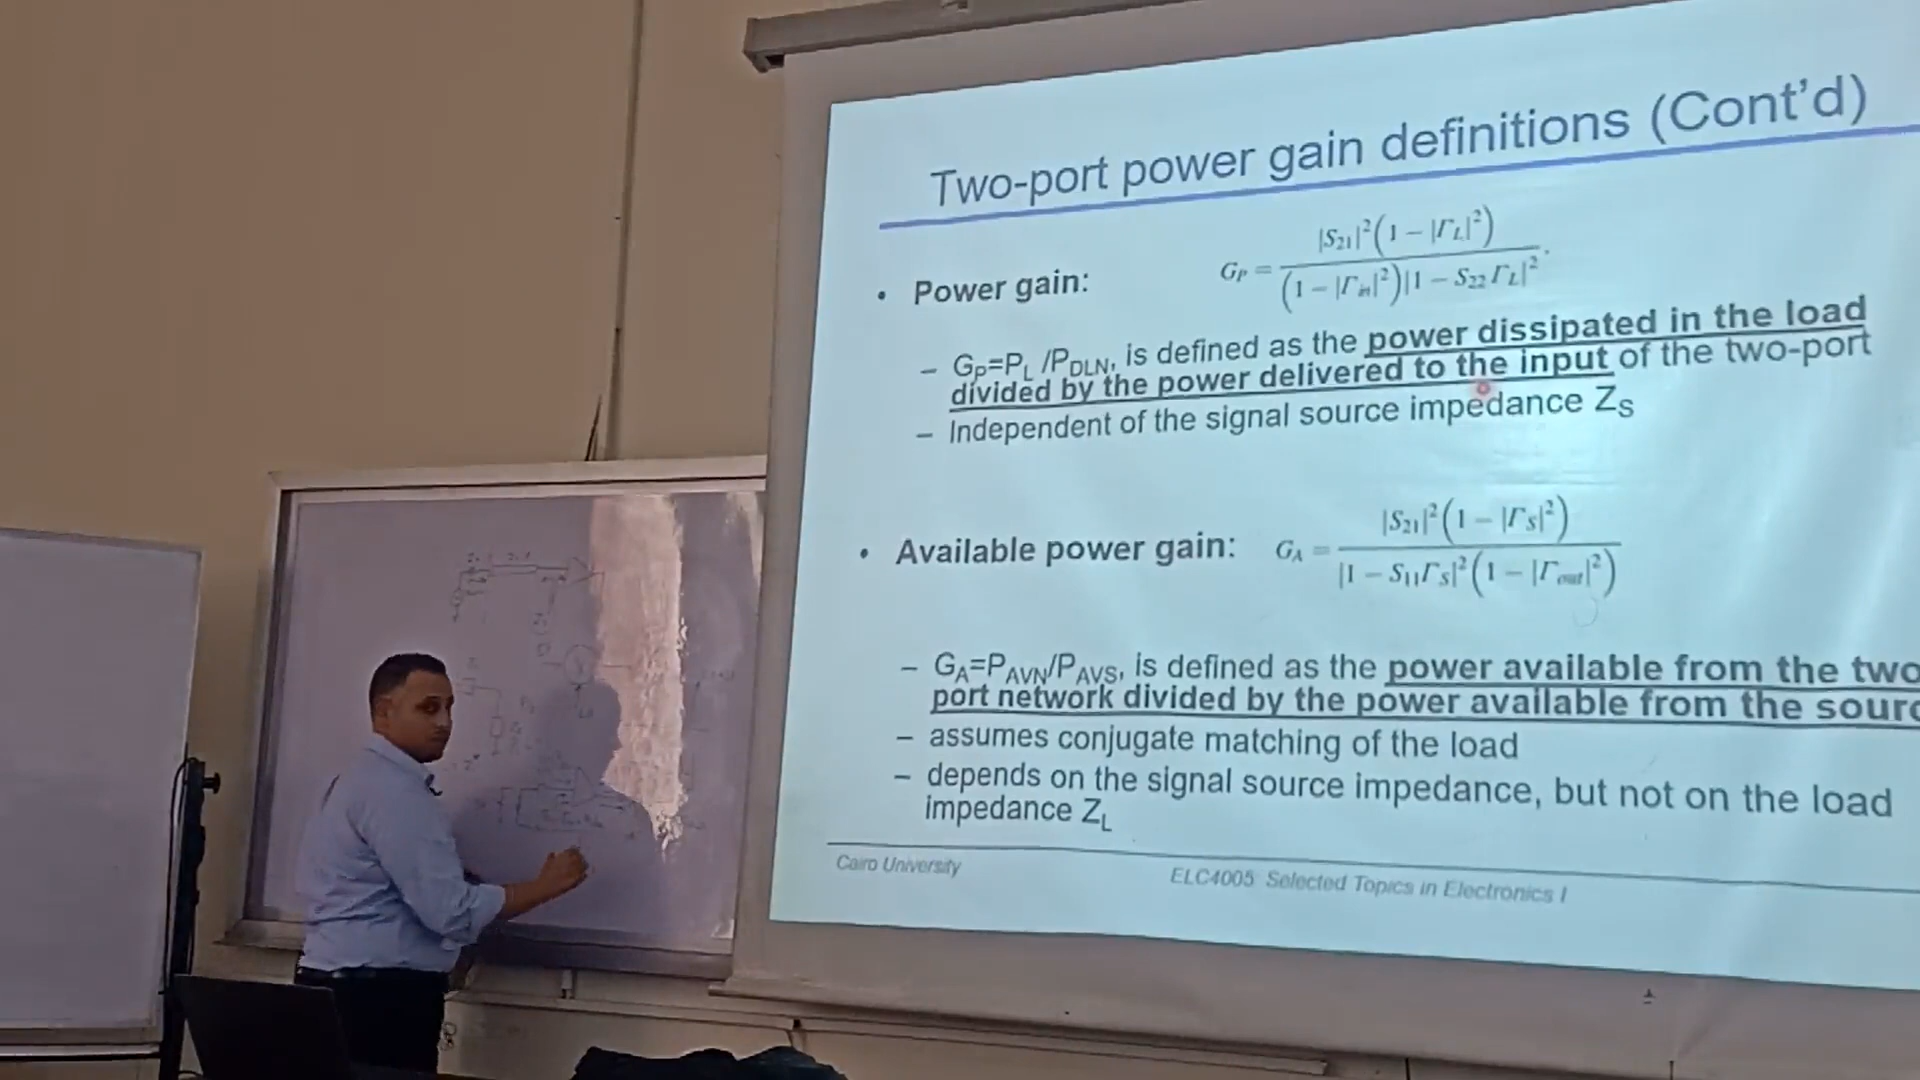 Two-port power gain definitions (Cont'd)
• Power gain: G_P = |S₂₁|²(1 − |Γ_L|²) / (1 − |Γ_in|²)|1 − S₂₂Γ_L|².
– G_P=P_L /P_DLN, is defined as the power dissipated in the load
divided by the power delivered to the input of the two-port
– Independent of the signal source impedance Z_S
• Available power gain: G_A = |S₂₁|²(1 − |Γ_S|²) / |1 − S₁₁Γ_S|²(1 − |Γ_out|²)
– G_A=P_AVN/P_AVS, is defined as the power available from the two
port network divided by the power available from the sourc
– assumes conjugate matching of the load
– depends on the signal source impedance, but not on the load
impedance Z_L
Cairo University
ELC4005: Selected Topics in Electronics I